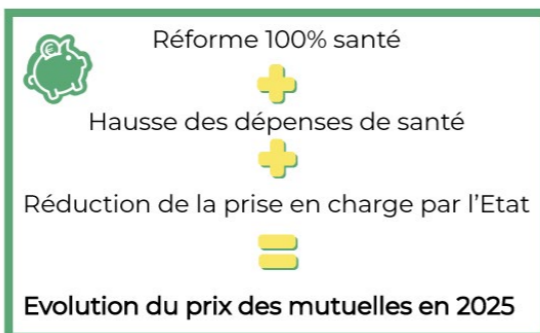 Réforme 100% santé
+
Hausse des dépenses de santé
+
Réduction de la prise en charge par l'Etat
=
Evolution du prix des mutuelles en 2025